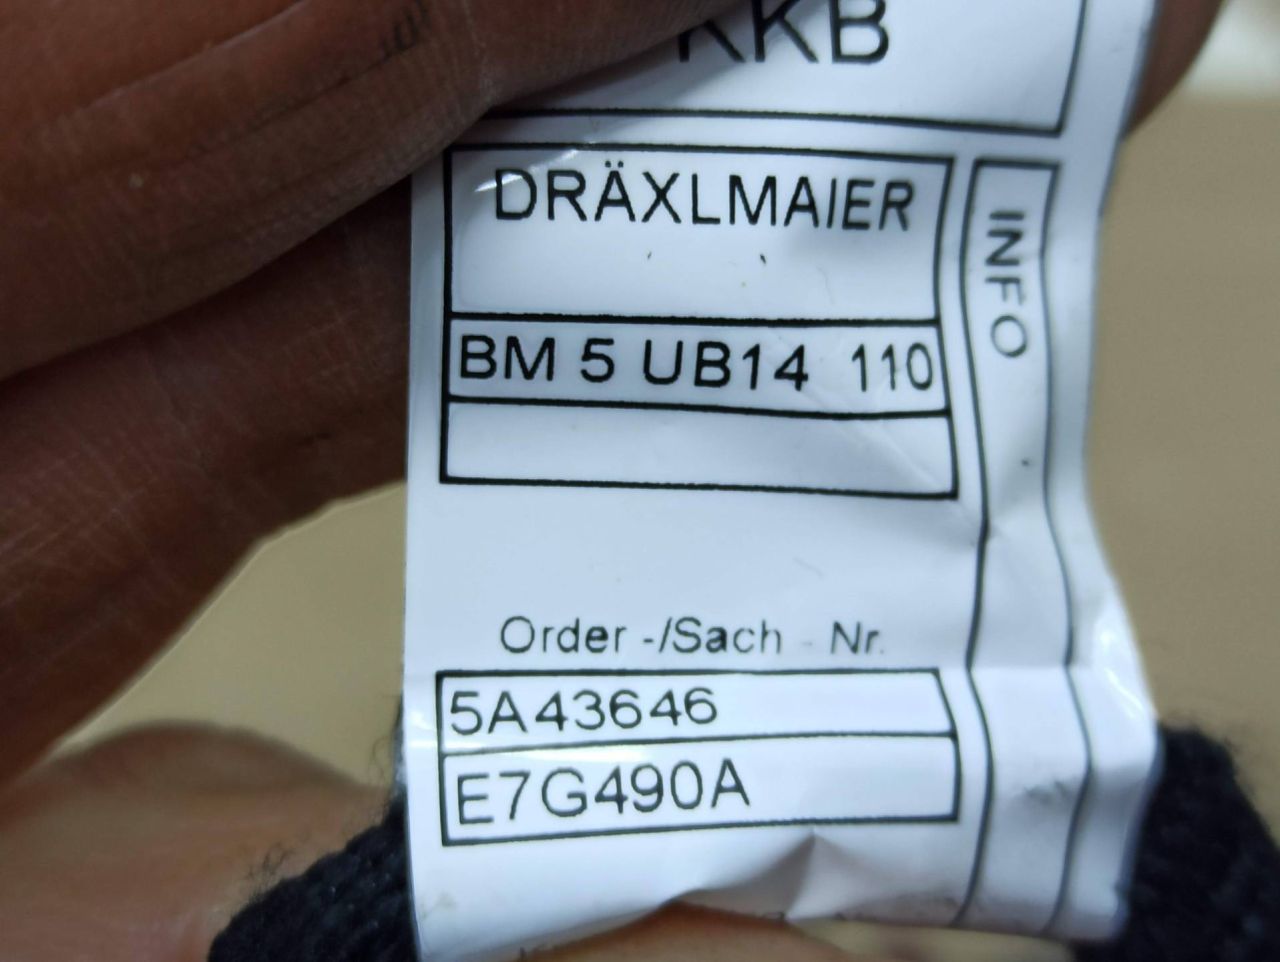 KKB
DRÄXLMAIER
INFO
BM 5 UB14 110
Order -/Sach - Nr.
5A43646
E7G490A